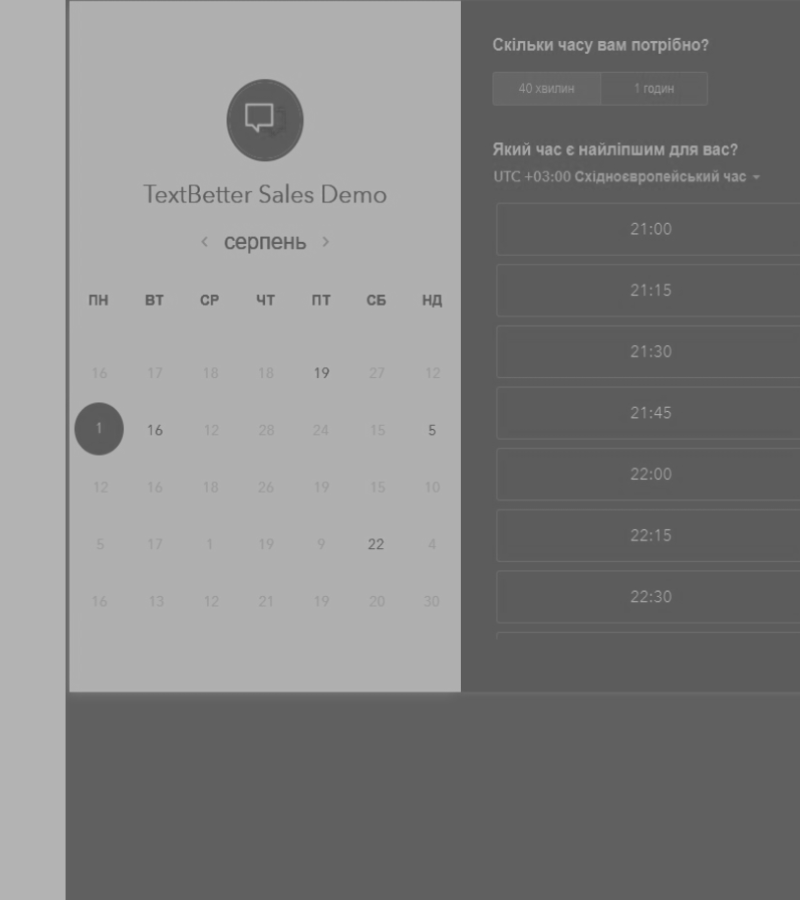 TextBetter Sales Demo
серпень
ПН ВТ СР ЧТ ПТ СБ НД
16 17 18 18 19 27 12
1 16 12 28 24 15 5
12 16 18 26 19 15 10
5 17 1 19 9 22 4
16 13 12 21 19 20 30
Скільки часу вам потрібно?
40 хвилин 1 годин
Який час є найліпшим для вас?
UTC +03:00 Східноєвропейський час
21:00
21:15
21:30
21:45
22:00
22:15
22:30